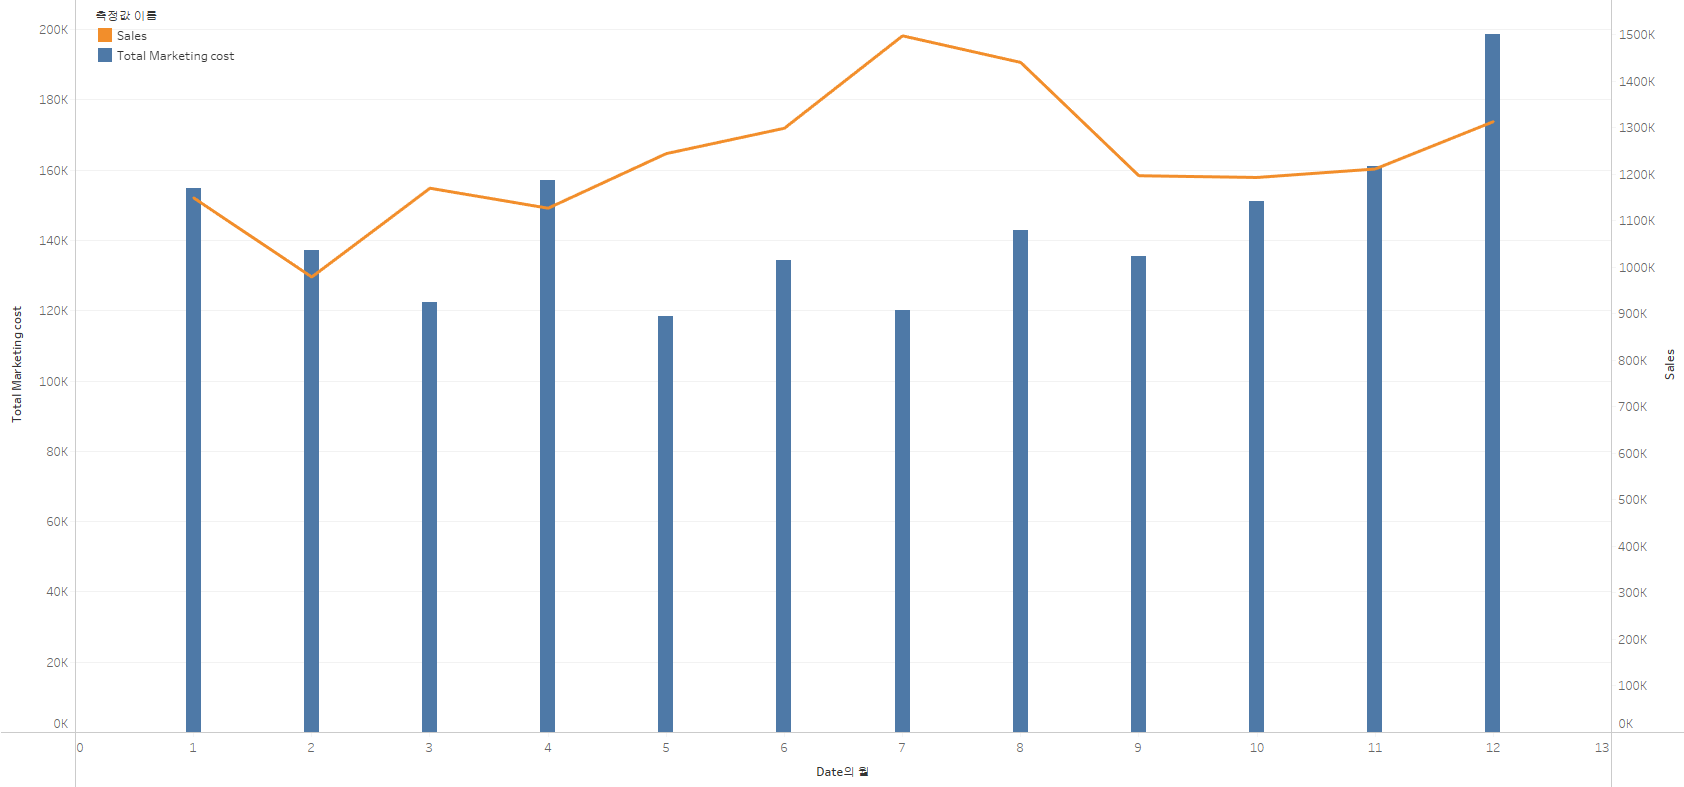 측정값 이름
Sales
Total Marketing cost
200K
180K
160K
140K
120K
100K
80K
60K
40K
20K
0K
Total Marketing cost
1500K
1400K
1300K
1200K
1100K
1000K
900K
800K
700K
600K
500K
400K
300K
200K
100K
0K
Sales
0 1 2 3 4 5 6 7 8 9 10 11 12 13
Date의 월